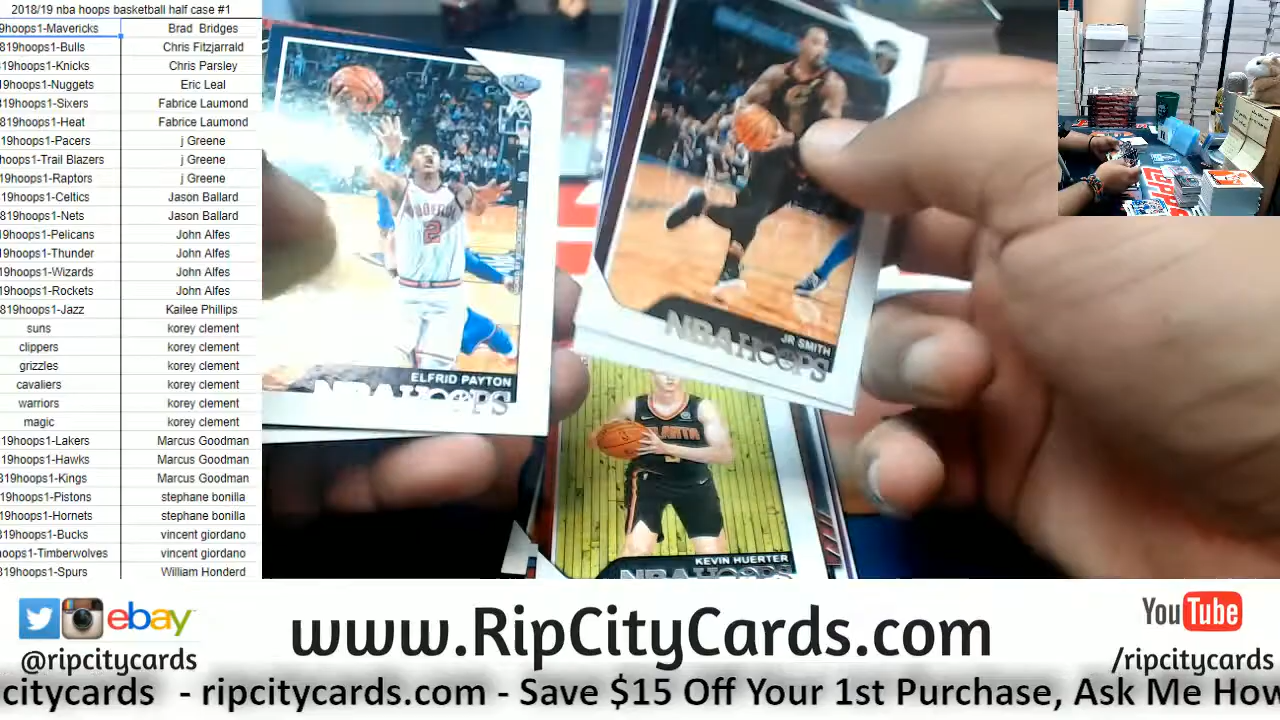 2018/19 nba hoops basketball half case #1
9hoops1-Mavericks Brad Bridges
819hoops1-Bulls Chris Fitzjarrald
819hoops1-Knicks Chris Parsley
19hoops1-Nuggets Eric Leal
819hoops1-Sixers Fabrice Laumond
819hoops1-Heat Fabrice Laumond
19hoops1-Pacers j Greene
hoops1-Trail Blazers j Greene
19hoops1-Raptors j Greene
19hoops1-Celtics Jason Ballard
819hoops1-Nets Jason Ballard
19hoops1-Pelicans John Alfes
19hoops1-Thunder John Alfes
19hoops1-Wizards John Alfes
19hoops1-Rockets John Alfes
819hoops1-Jazz Kailee Phillips
suns korey clement
clippers korey clement
grizzles korey clement
cavaliers korey clement
warriors korey clement
magic korey clement
19hoops1-Lakers Marcus Goodman
19hoops1-Hawks Marcus Goodman
19hoops1-Kings Marcus Goodman
19hoops1-Pistons stephane bonilla
19hoops1-Hornets stephane bonilla
819hoops1-Bucks vincent giordano
hoops1-Timberwolves vincent giordano
819hoops1-Spurs William Honderd
2
ELFRID PAYTON
NBA HOOPS
JR SMITH
NBA HOOPS
ATLANTA
KEVIN HUERTER
NBA HOOPS
ebay
@ripcitycards
www.RipCityCards.com
YouTube
/ripcitycards
citycards - ripcitycards.com - Save $15 Off Your 1st Purchase, Ask Me How